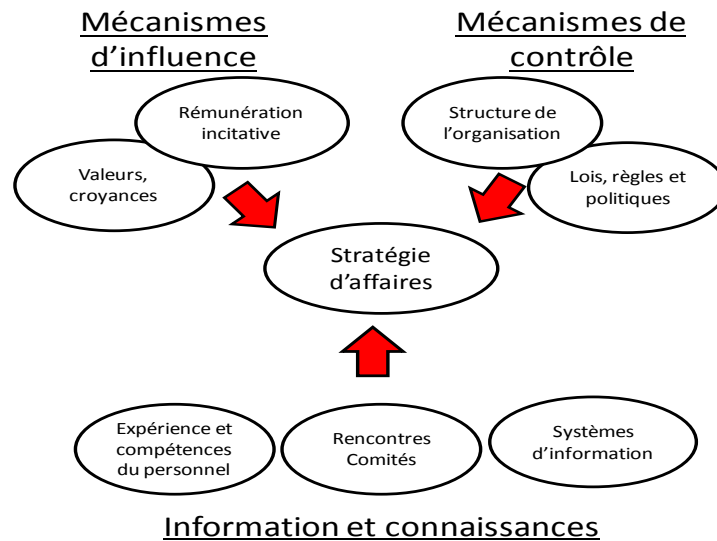 Mécanismes
d'influence
Mécanismes de
contrôle
Rémunération
incitative
Structure de
l'organisation
Valeurs,
croyances
Lois, règles et
politiques
Stratégie
d'affaires
Expérience et
compétences
du personnel
Rencontres
Comités
Systèmes
d'information
Information et connaissances